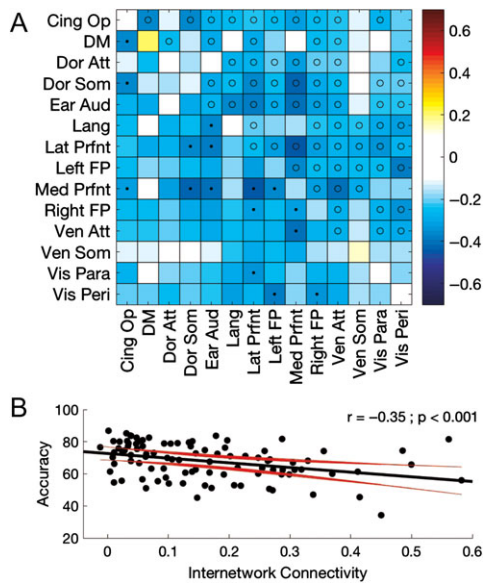 A
Cing Op
DM
Dor Att
Dor Som
Ear Aud
Lang
Lat Prfnt
Left FP
Med Prfnt
Right FP
Ven Att
Ven Som
Vis Para
Vis Peri
Cing Op
DM
Dor Att
Dor Som
Ear Aud
Lang
Lat Prfnt
Left FP
Med Prfnt
Right FP
Ven Att
Ven Som
Vis Para
Vis Peri
0.6
0.4
0.2
0
−0.2
−0.4
−0.6
B
r = −0.35 ; p < 0.001
Accuracy
100
80
60
40
20
0 0.1 0.2 0.3 0.4 0.5 0.6
Internetwork Connectivity